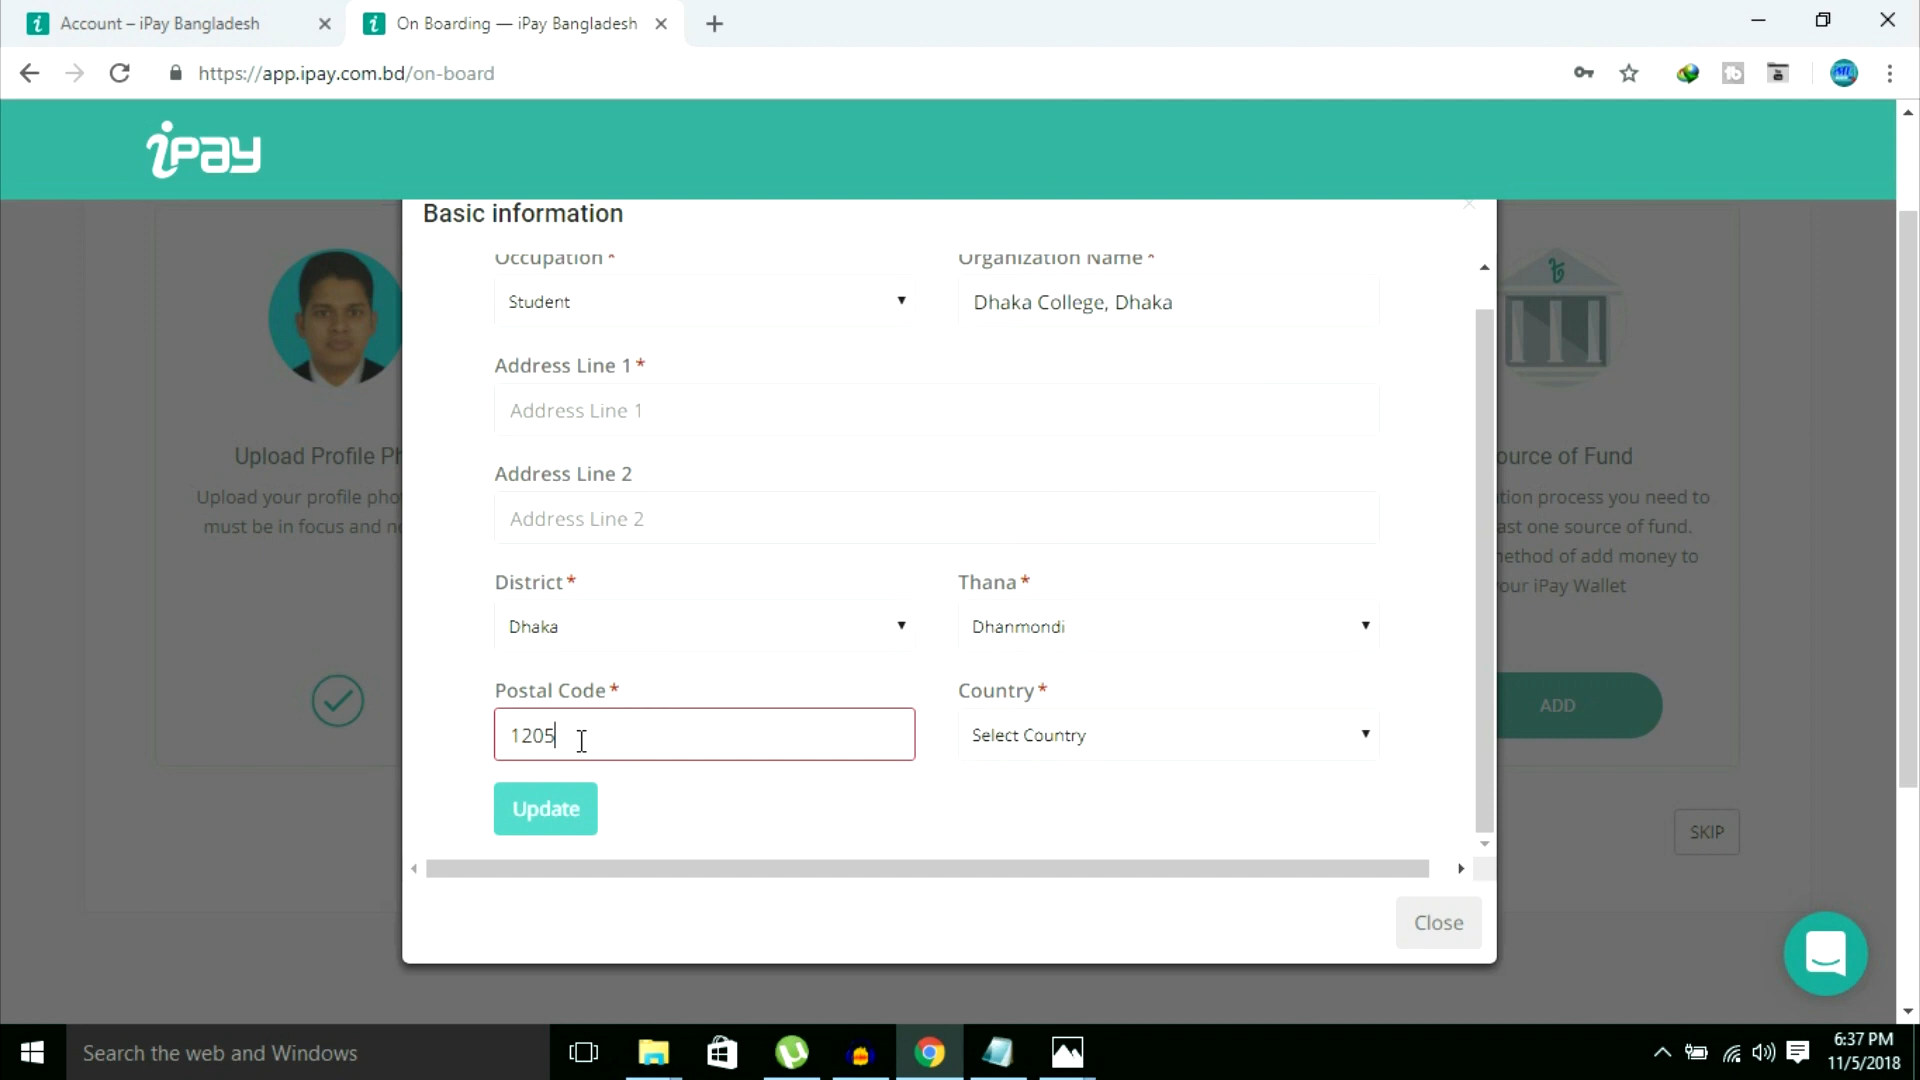 Account – iPay Bangladesh
On Boarding — iPay Bangladesh
https://app.ipay.com.bd/on-board
iPay
Basic information
Occupation *
Organization Name *
Student
Dhaka College, Dhaka
Address Line 1 *
Address Line 1
Address Line 2
Address Line 2
District *
Thana *
Dhaka
Dhanmondi
Postal Code *
Country *
1205
Select Country
Update
Close
Upload Profile Ph
Upload your profile pho
must be in focus and n
ource of Fund
tion process you need to
ast one source of fund.
nethod of add money to
our iPay Wallet
ADD
SKIP
Search the web and Windows
6:37 PM
11/5/2018